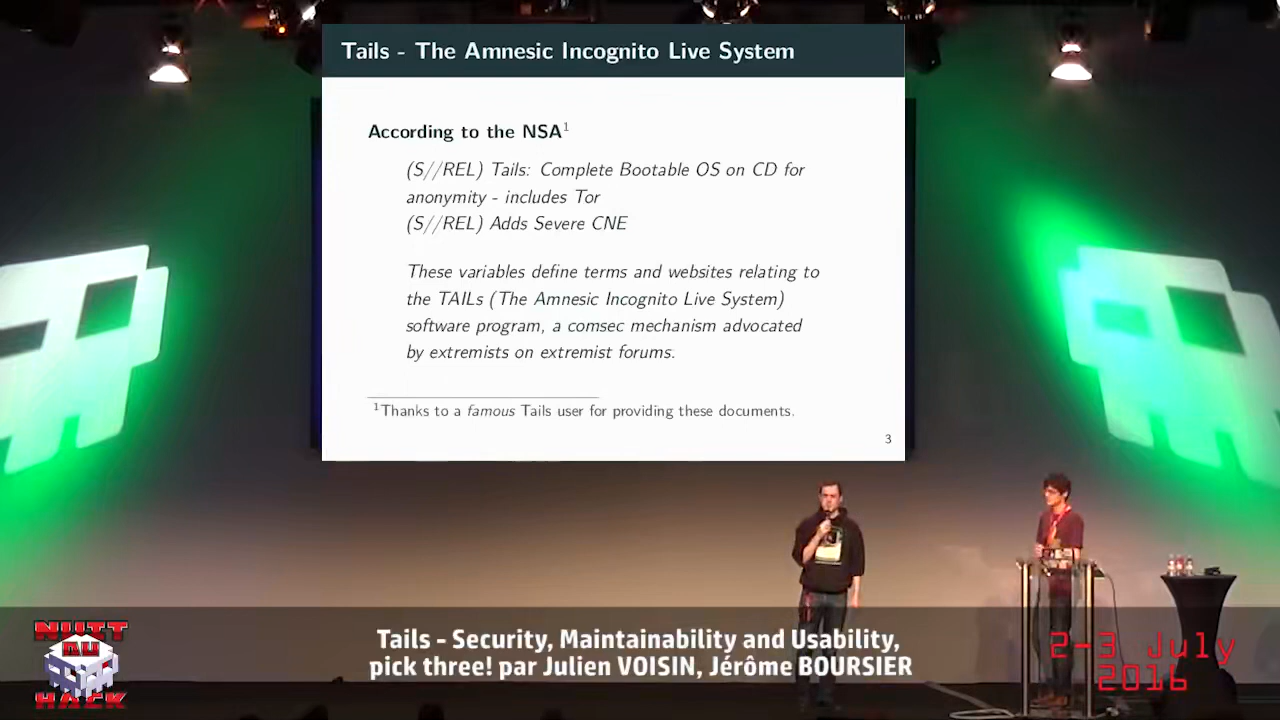 Tails - The Amnesic Incognito Live System
According to the NSA1
(S//REL) Tails: Complete Bootable OS on CD for
anonymity - includes Tor
(S//REL) Adds Severe CNE
These variables define terms and websites relating to
the TAILs (The Amnesic Incognito Live System)
software program, a comsec mechanism advocated
by extremists on extremist forums.
1Thanks to a famous Tails user for providing these documents.
3
NUIT
DU
HACK
Tails - Security, Maintainability and Usability,
pick three! par Julien VOISIN, Jérôme BOURSIER
2-3 July
2016